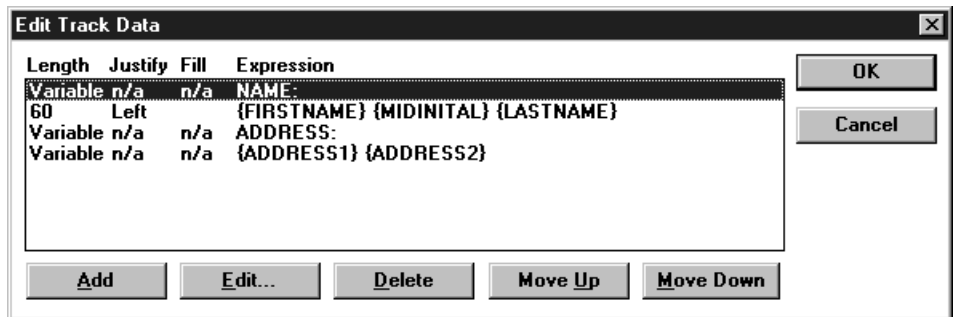 Edit Track Data
Length Justify Fill Expression
Variable n/a n/a NAME:
60 Left {FIRSTNAME} {MIDINITAL} {LASTNAME}
Variable n/a n/a ADDRESS:
Variable n/a n/a {ADDRESS1} {ADDRESS2}
OK
Cancel
Add Edit... Delete Move Up Move Down